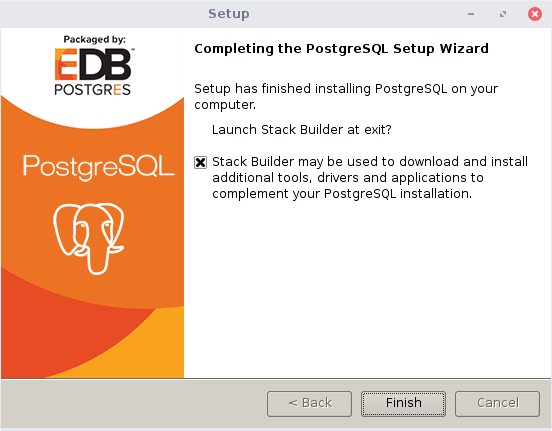 Setup
Packaged by:
EDB™
POSTGRES
PostgreSQL
Completing the PostgreSQL Setup Wizard
Setup has finished installing PostgreSQL on your
computer.
Launch Stack Builder at exit?
Stack Builder may be used to download and install
additional tools, drivers and applications to
complement your PostgreSQL installation.
< Back
Finish
Cancel